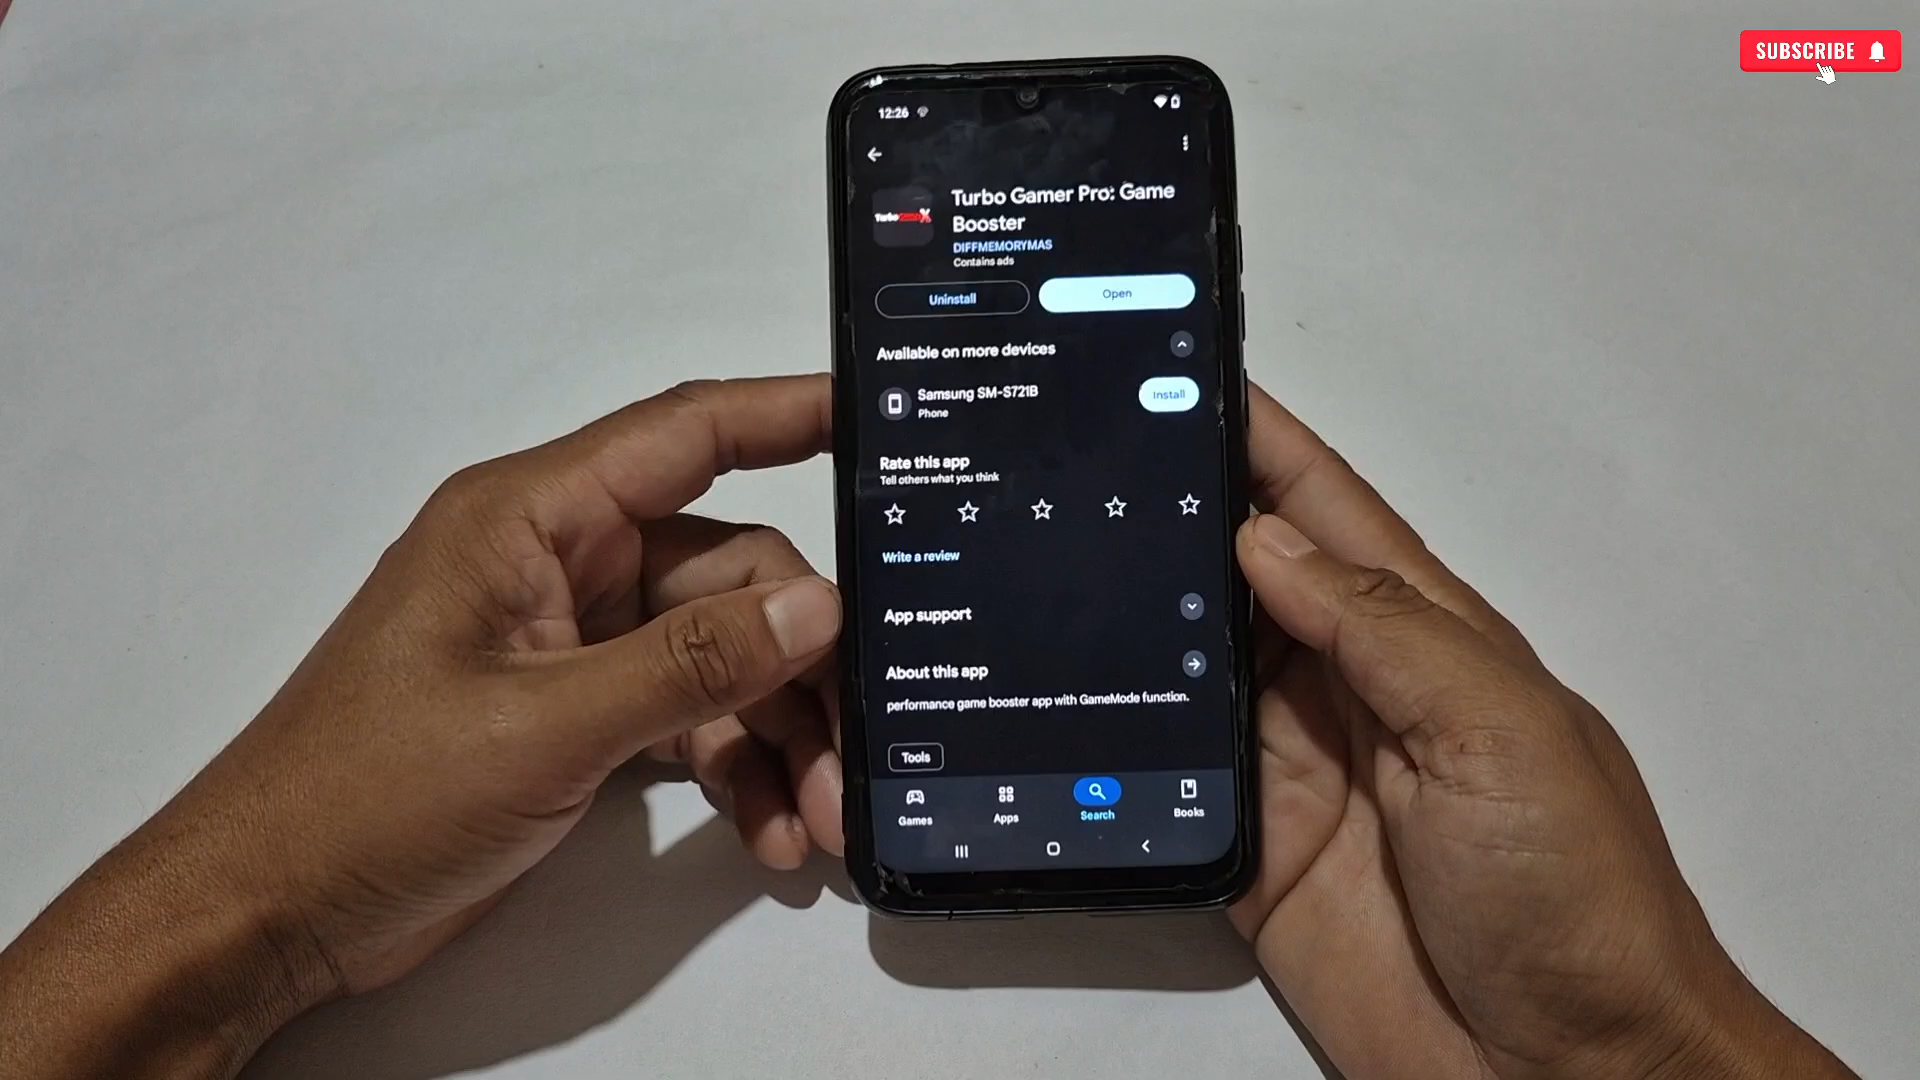 SUBSCRIBE
12:26
Turbo Gamer Pro: Game
Booster
DIFFMEMORYMAS
Contains ads
Uninstall
Open
Available on more devices
Samsung SM-S721B
Phone
Install
Rate this app
Tell others what you think
Write a review
App support
About this app
performance game booster app with GameMode function.
Tools
Games
Apps
Search
Books